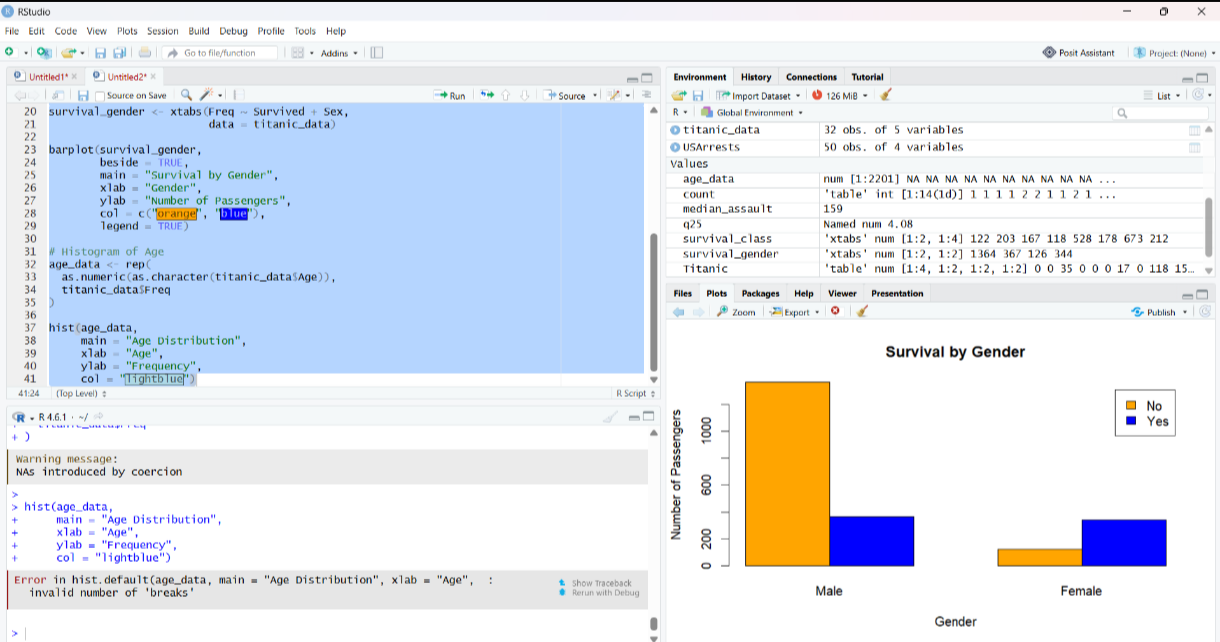 RStudio
File Edit Code View Plots Session Build Debug Profile Tools Help
Go to file/function Addins Posit Assistant Project: (None)
Untitled1* Untitled2*
Source on Save Run Source
20 survival_gender <- xtabs(Freq ~ Survived + Sex,
21 data = titanic_data)
22
23 barplot(survival_gender,
24 beside = TRUE,
25 main = "Survival by Gender",
26 xlab = "Gender",
27 ylab = "Number of Passengers",
28 col = c("orange", "blue"),
29 legend = TRUE)
30
31 # Histogram of Age
32 age_data <- rep(
33 as.numeric(as.character(titanic_data$Age)),
34 titanic_data$Freq
35 )
36
37 hist(age_data,
38 main = "Age Distribution",
39 xlab = "Age",
40 ylab = "Frequency",
41 col = "lightblue")
41:24 (Top Level) R Script
R 4.6.1 · ~/
+ )
Warning message:
NAs introduced by coercion
>
> hist(age_data,
+ main = "Age Distribution",
+ xlab = "Age",
+ ylab = "Frequency",
+ col = "lightblue")
Error in hist.default(age_data, main = "Age Distribution", xlab = "Age", :
invalid number of 'breaks'
Show Traceback
Rerun with Debug
>
Environment History Connections Tutorial
Import Dataset 126 MiB List
R Global Environment
titanic_data 32 obs. of 5 variables
USArrests 50 obs. of 4 variables
Values
age_data num [1:2201] NA NA NA NA NA NA NA NA NA NA ...
count 'table' int [1:14(1d)] 1 1 1 1 2 2 1 1 2 1 ...
median_assault 159
q25 Named num 4.08
survival_class 'xtabs' num [1:2, 1:4] 122 203 167 118 528 178 673 212
survival_gender 'xtabs' num [1:2, 1:2] 1364 367 126 344
Titanic 'table' num [1:4, 1:2, 1:2, 1:2] 0 0 35 0 0 0 17 0 118 15…
Files Plots Packages Help Viewer Presentation
Zoom Export Publish
Survival by Gender
Number of Passengers
1000
600
200
0
No
Yes
Male Female
Gender